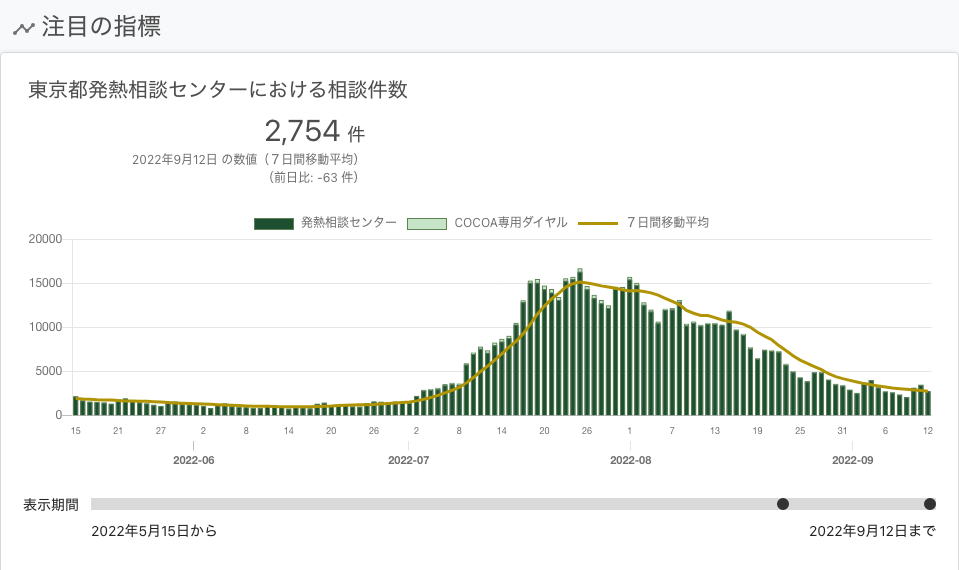 注目の指標
東京都発熱相談センターにおける相談件数
2,754 件
2022年9月12日 の数値（７日間移動平均）
（前日比: -63 件）
発熱相談センター COCOA専用ダイヤル ７日間移動平均
20000
15000
10000
5000
0
15 21 27 2 8 14 20 26 2 8 14 20 26 1 7 13 19 25 31 6 12
2022-06 2022-07 2022-08 2022-09
表示期間
2022年5月15日から 2022年9月12日まで